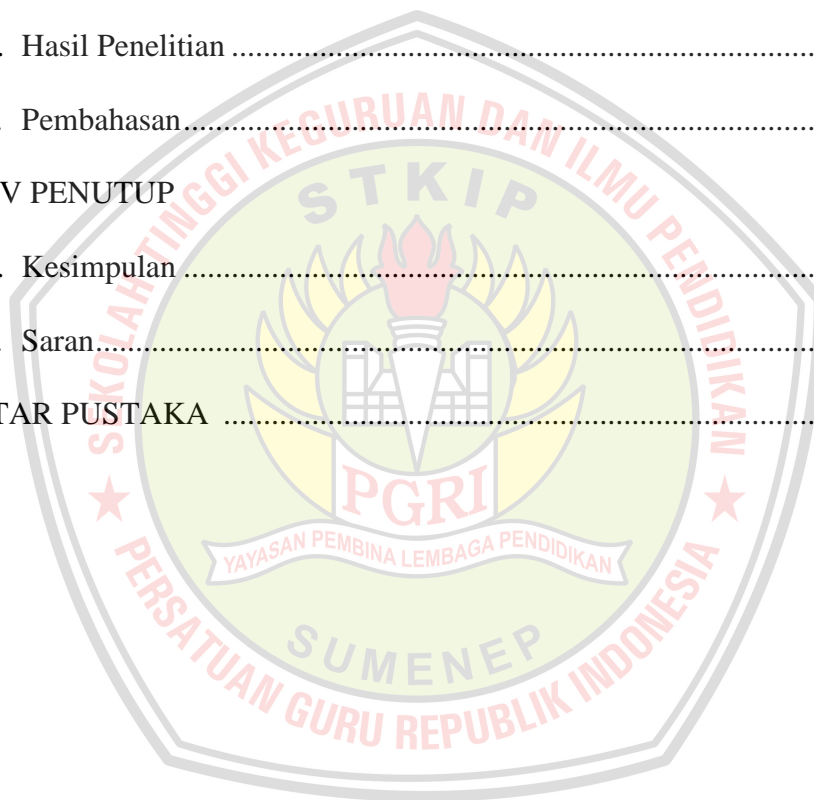 . Hasil Penelitian ........................................................................
. Pembahasan..............................................................................
V PENUTUP
. Kesimpulan ..............................................................................
. Saran.........................................................................................
TAR PUSTAKA .........................................................................
SEKOLAH TINGGI KEGURUAN DAN ILMU PENDIDIKAN
STKIP
PGRI
YAYASAN PEMBINA LEMBAGA PENDIDIKAN
SUMENEP
PERSATUAN GURU REPUBLIK INDONESIA